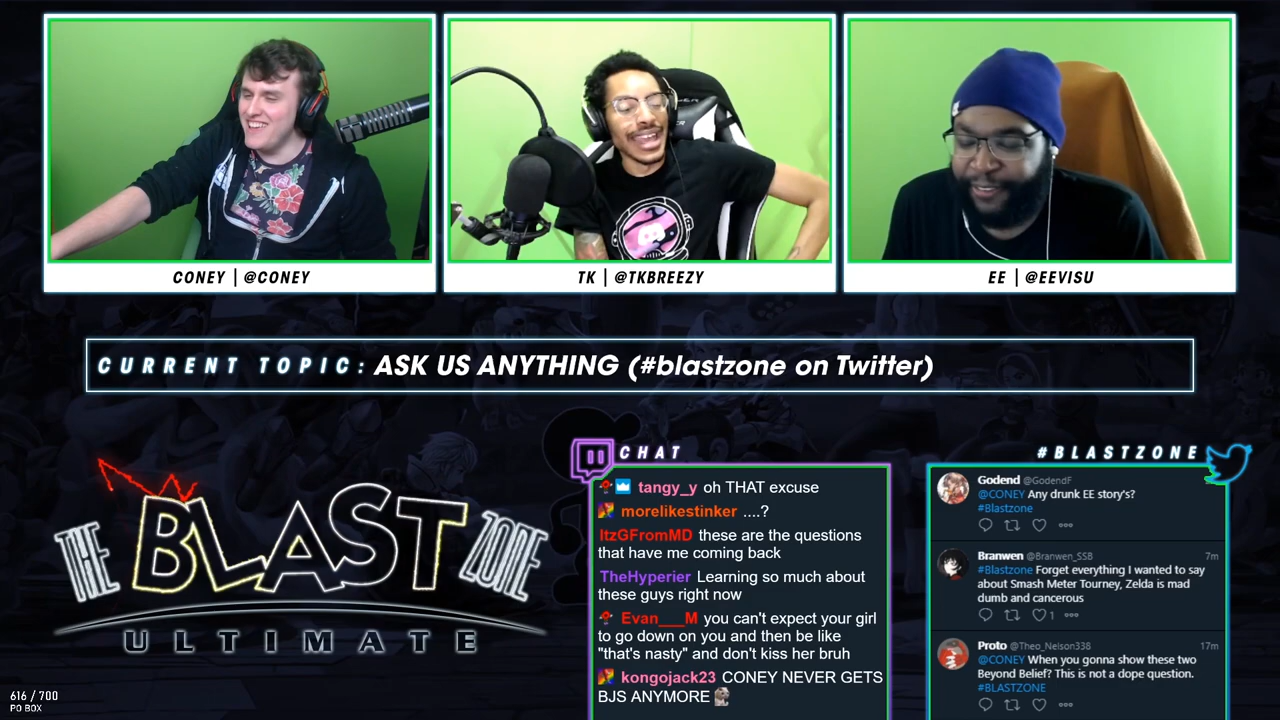 CONEY | @CONEY
TK | @TKBREEZY
EE | @EEVISU
CURRENT TOPIC: ASK US ANYTHING (#blastzone on Twitter)
THE BLAST ZONE
ULTIMATE
616 / 700
PO BOX
CHAT
tangy_y oh THAT excuse
morelikestinker ....?
ItzGFromMD these are the questions
that have me coming back
TheHyperier Learning so much about
these guys right now
Evan___M you can't expect your girl
to go down on you and then be like
"that's nasty" and don't kiss her bruh
kongojack23 CONEY NEVER GETS
BJS ANYMORE
#BLASTZONE
Godend @GodendF
@CONEY Any drunk EE story's?
#Blastzone
Branwen @Branwen_SSB 7m
#Blastzone Forget everything I wanted to say
about Smash Meter Tourney, Zelda is mad
dumb and cancerous
1
Proto @Theo_Nelson338 17m
@CONEY When you gonna show these two
Beyond Belief? This is not a dope question.
#BLASTZONE